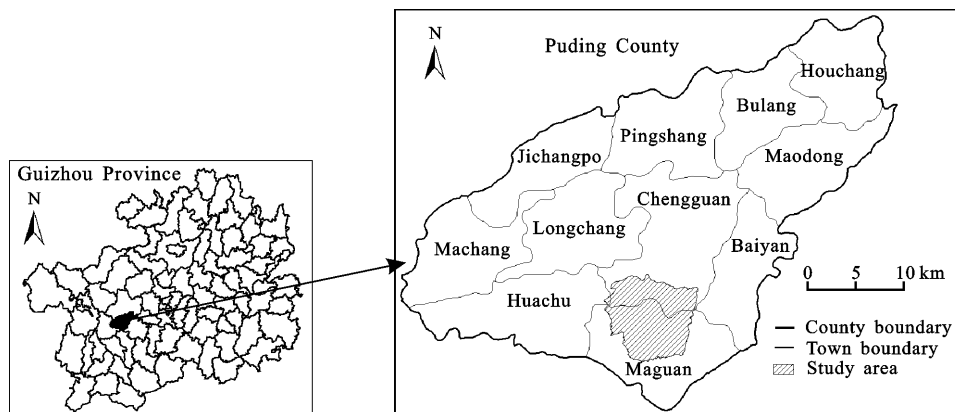 Guizhou Province
N
N
Puding County
Houchang
Bulang
Pingshang
Maodong
Jichangpo
Chengguan
Longchang
Machang
Baiyan
Huachu
Maguan
0 5 10 km
County boundary
Town boundary
Study area